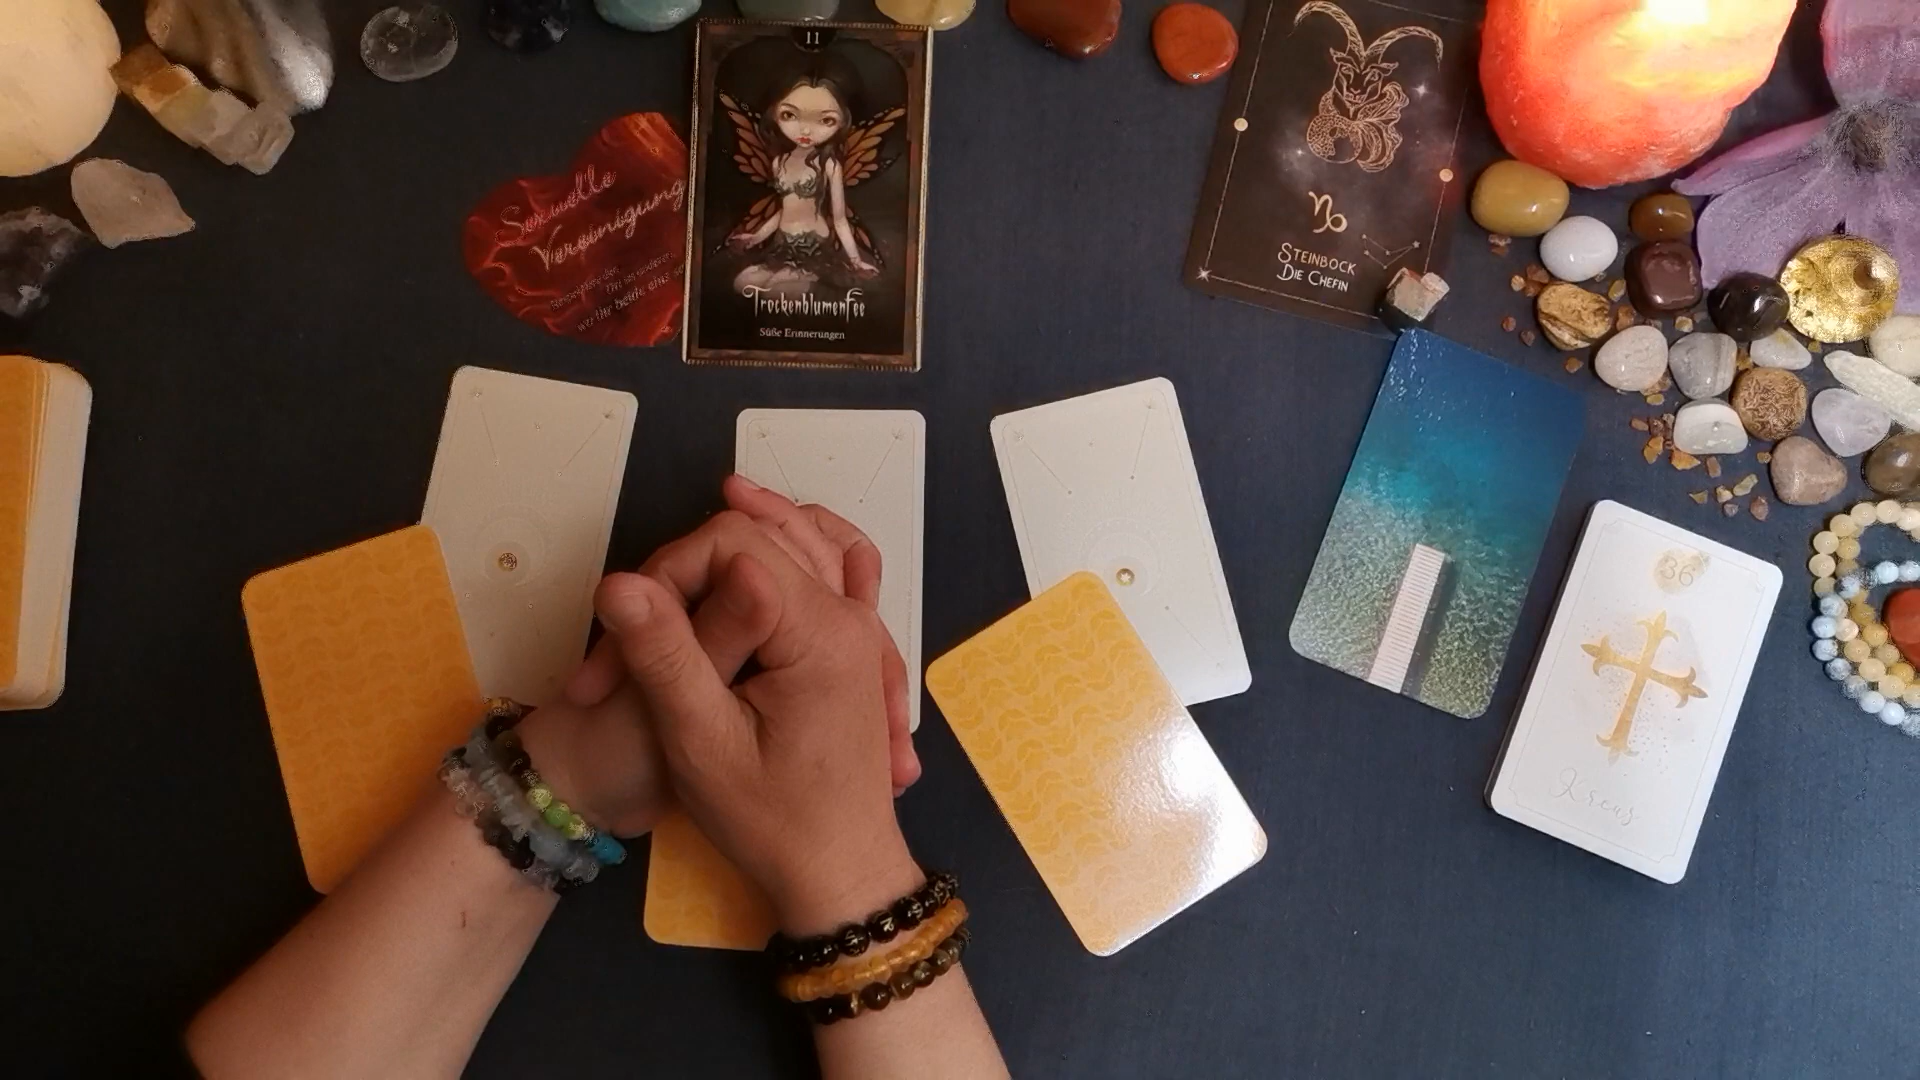 11
Sexuelle
Vereinigung
Trockenblumenfee
Süße Erinnerungen
STEINBOCK
DIE CHEFIN
36
Kreuz